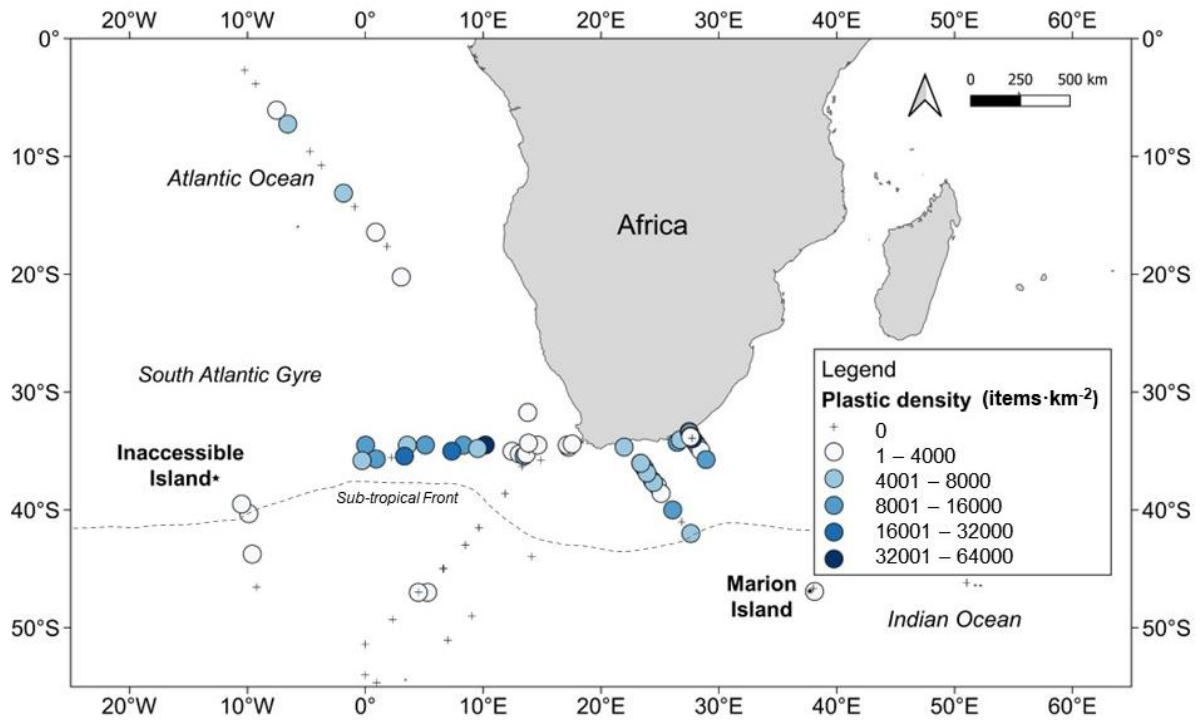 20°W 10°W 0° 10°E 20°E 30°E 40°E 50°E 60°E
0° 0°
0 250 500 km
10°S 10°S
Atlantic Ocean
Africa
20°S 20°S
South Atlantic Gyre
30°S 30°S
Legend
Plastic density (items·km-2)
0
1 – 4000
4001 – 8000
8001 – 16000
16001 – 32000
32001 – 64000
Inaccessible
Island
Sub-tropical Front
40°S 40°S
Marion
Island
Indian Ocean
50°S 50°S
20°W 10°W 0° 10°E 20°E 30°E 40°E 50°E 60°E